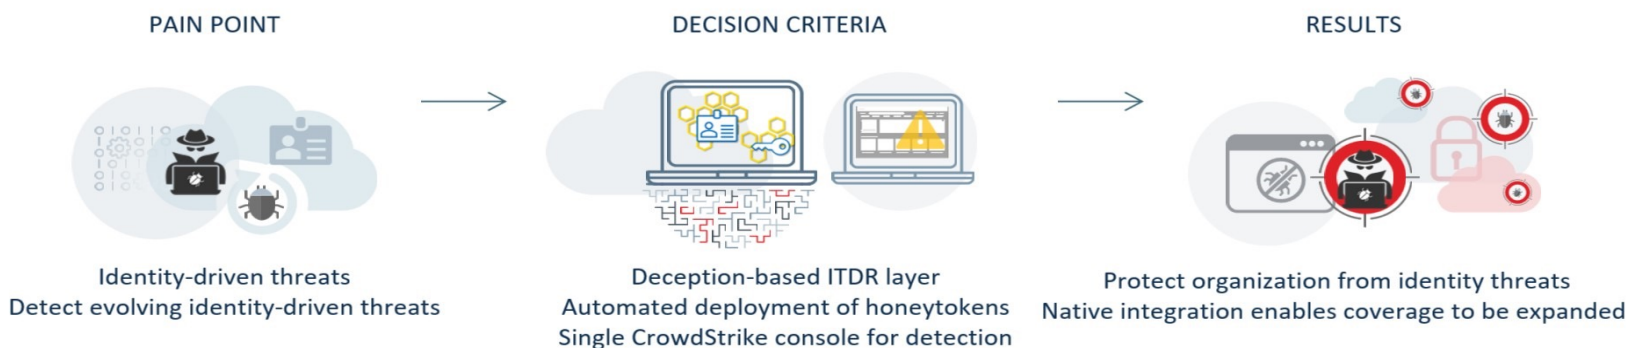 PAIN POINT
Identity-driven threats
Detect evolving identity-driven threats
DECISION CRITERIA
Deception-based ITDR layer
Automated deployment of honeytokens
Single CrowdStrike console for detection
RESULTS
Protect organization from identity threats
Native integration enables coverage to be expanded